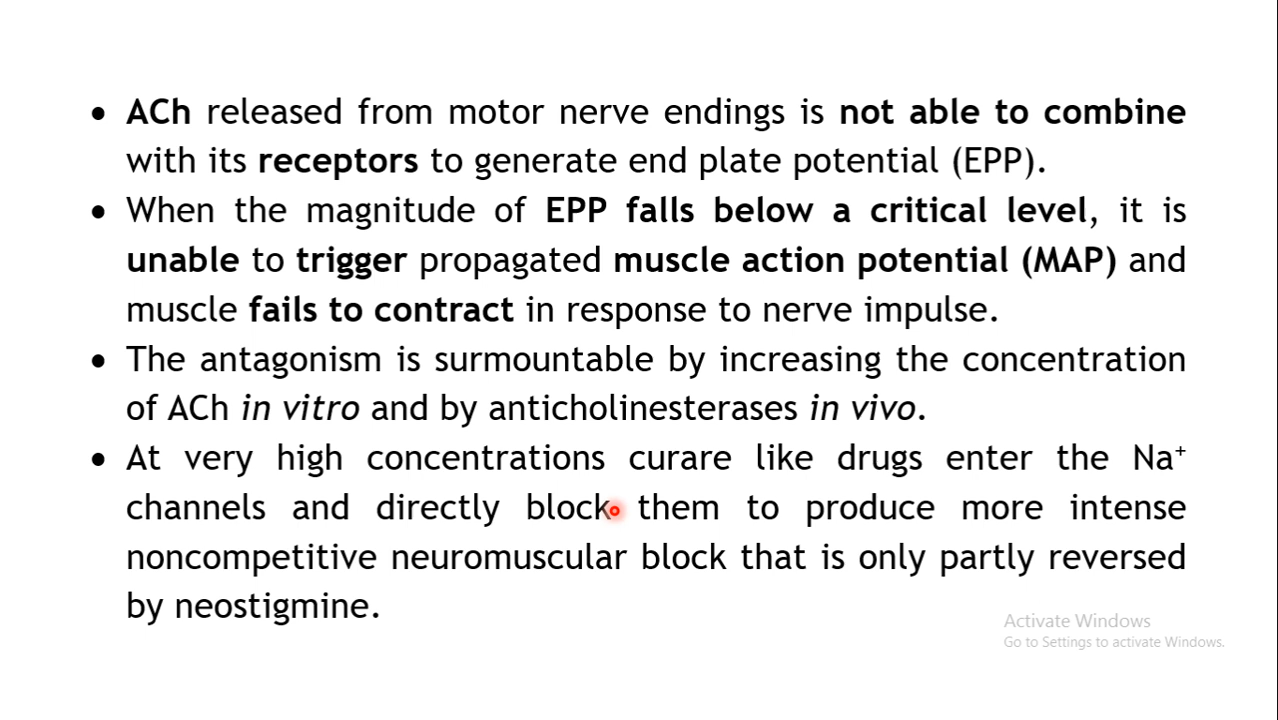 • ACh released from motor nerve endings is not able to combine
with its receptors to generate end plate potential (EPP).
• When the magnitude of EPP falls below a critical level, it is
unable to trigger propagated muscle action potential (MAP) and
muscle fails to contract in response to nerve impulse.
• The antagonism is surmountable by increasing the concentration
of ACh in vitro and by anticholinesterases in vivo.
• At very high concentrations curare like drugs enter the Na⁺
channels and directly block them to produce more intense
noncompetitive neuromuscular block that is only partly reversed
by neostigmine.
Activate Windows
Go to Settings to activate Windows.